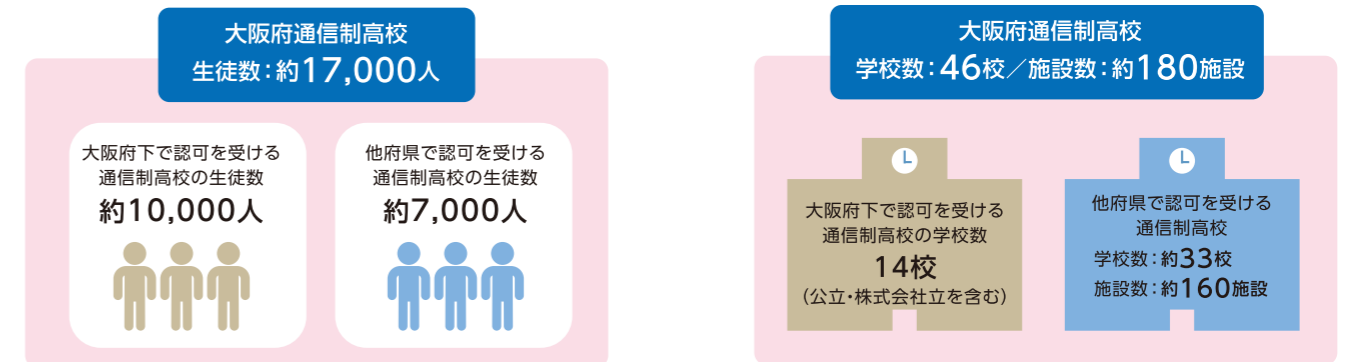 大阪府通信制高校
生徒数：約17,000人
大阪府下で認可を受ける
通信制高校の生徒数
約10,000人
他府県で認可を受ける
通信制高校の生徒数
約7,000人
大阪府通信制高校
学校数：46校／施設数：約180施設
大阪府下で認可を受ける
通信制高校の学校数
14校
（公立・株式会社立を含む）
他府県で認可を受ける
通信制高校
学校数：約33校
施設数：約160施設